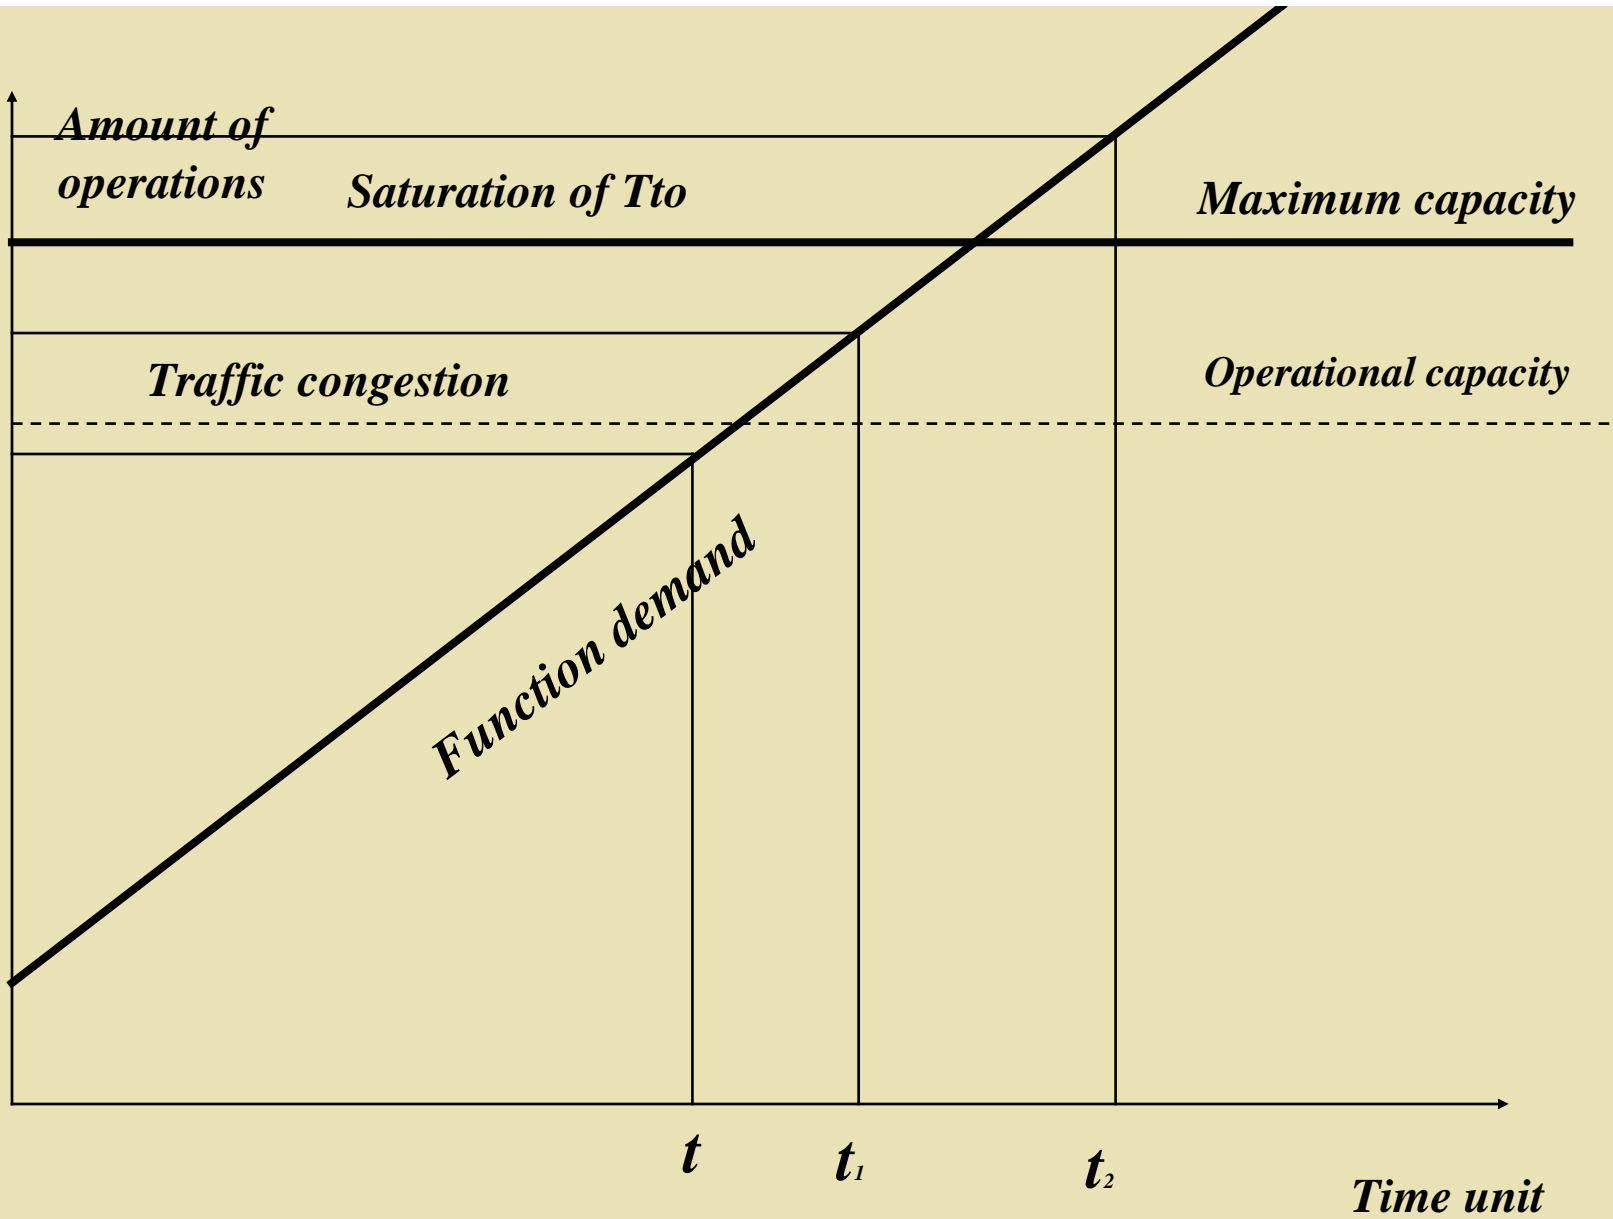 Amount of
operations
Saturation of Tto
Maximum capacity
Traffic congestion
Operational capacity
Function demand
t
t1
t2
Time unit